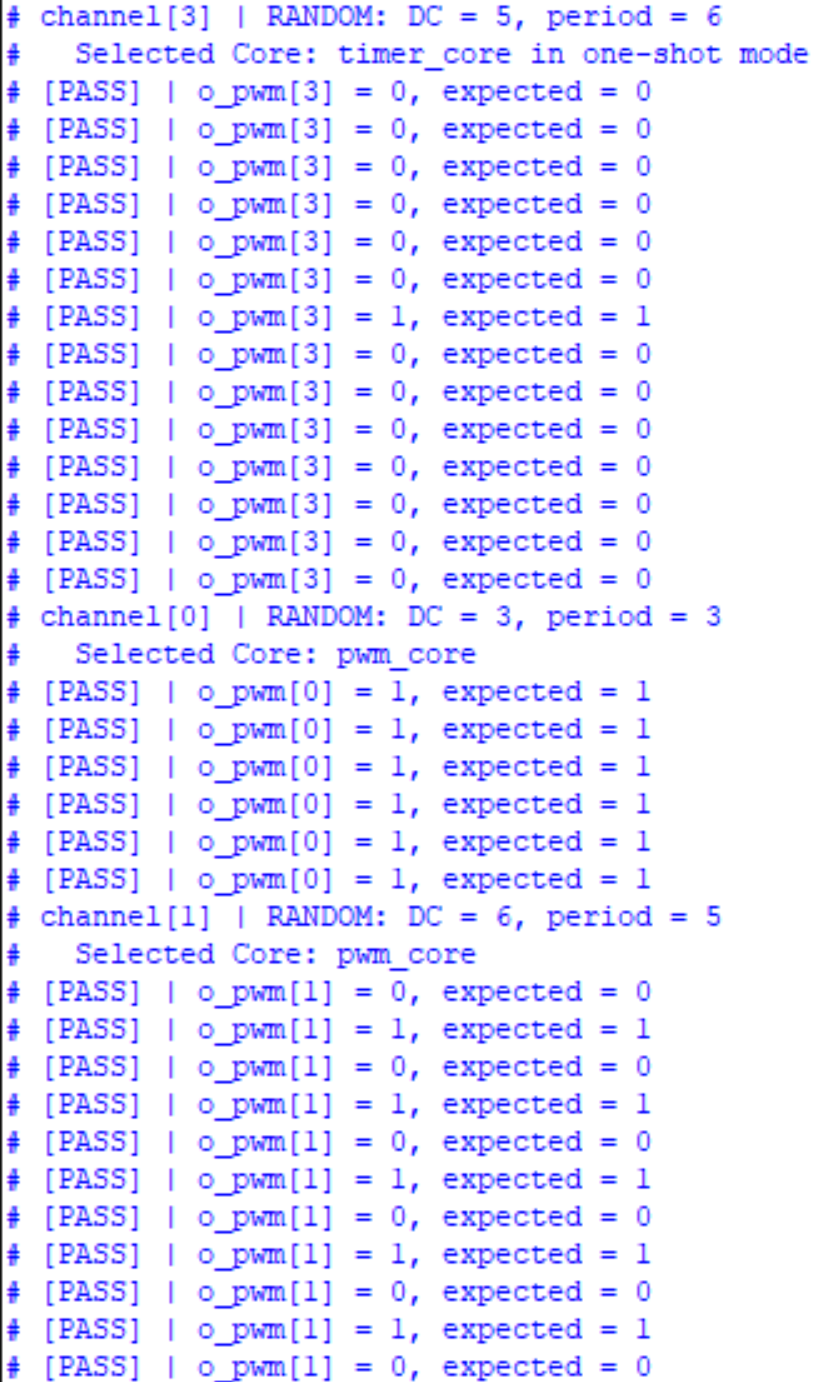 # channel[3] | RANDOM: DC = 5, period = 6
#   Selected Core: timer_core in one-shot mode
# [PASS] | o_pwm[3] = 0, expected = 0
# [PASS] | o_pwm[3] = 0, expected = 0
# [PASS] | o_pwm[3] = 0, expected = 0
# [PASS] | o_pwm[3] = 0, expected = 0
# [PASS] | o_pwm[3] = 0, expected = 0
# [PASS] | o_pwm[3] = 0, expected = 0
# [PASS] | o_pwm[3] = 1, expected = 1
# [PASS] | o_pwm[3] = 0, expected = 0
# [PASS] | o_pwm[3] = 0, expected = 0
# [PASS] | o_pwm[3] = 0, expected = 0
# [PASS] | o_pwm[3] = 0, expected = 0
# [PASS] | o_pwm[3] = 0, expected = 0
# [PASS] | o_pwm[3] = 0, expected = 0
# [PASS] | o_pwm[3] = 0, expected = 0
# channel[0] | RANDOM: DC = 3, period = 3
#   Selected Core: pwm_core
# [PASS] | o_pwm[0] = 1, expected = 1
# [PASS] | o_pwm[0] = 1, expected = 1
# [PASS] | o_pwm[0] = 1, expected = 1
# [PASS] | o_pwm[0] = 1, expected = 1
# [PASS] | o_pwm[0] = 1, expected = 1
# [PASS] | o_pwm[0] = 1, expected = 1
# channel[1] | RANDOM: DC = 6, period = 5
#   Selected Core: pwm_core
# [PASS] | o_pwm[1] = 0, expected = 0
# [PASS] | o_pwm[1] = 1, expected = 1
# [PASS] | o_pwm[1] = 0, expected = 0
# [PASS] | o_pwm[1] = 1, expected = 1
# [PASS] | o_pwm[1] = 0, expected = 0
# [PASS] | o_pwm[1] = 1, expected = 1
# [PASS] | o_pwm[1] = 0, expected = 0
# [PASS] | o_pwm[1] = 1, expected = 1
# [PASS] | o_pwm[1] = 0, expected = 0
# [PASS] | o_pwm[1] = 1, expected = 1
# [PASS] | o_pwm[1] = 0, expected = 0